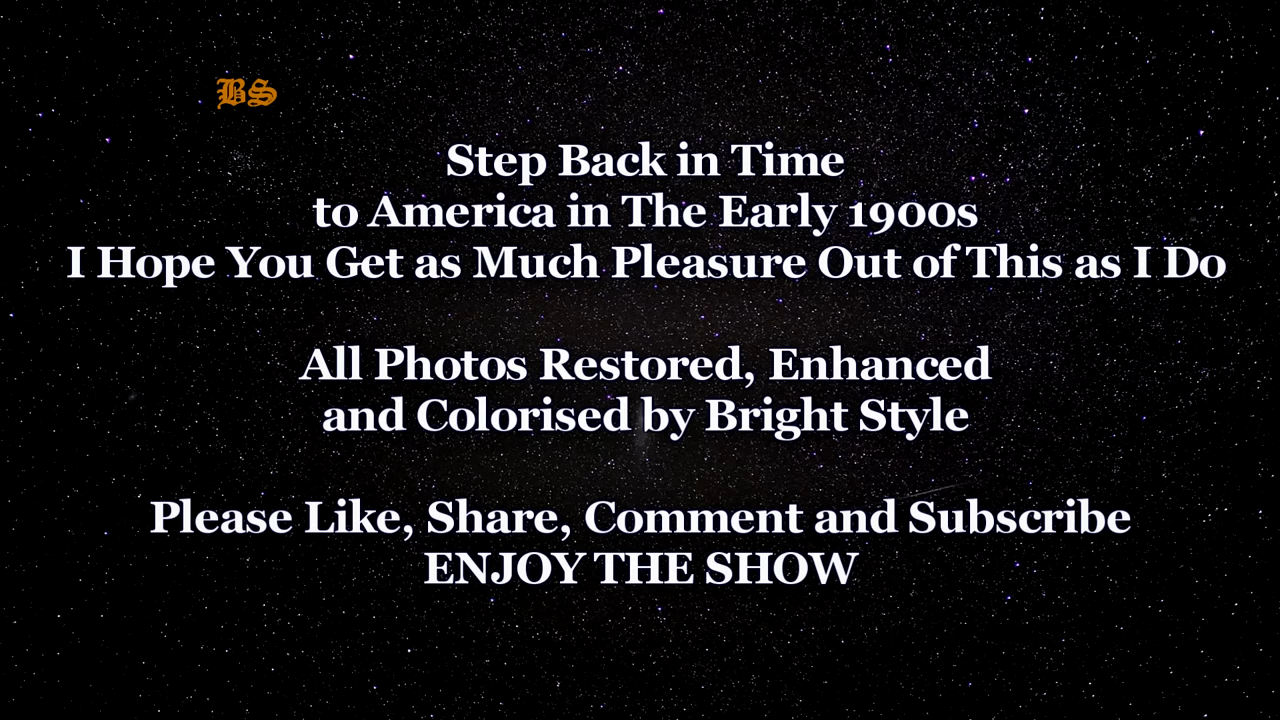 BS
Step Back in Time
to America in The Early 1900s
I Hope You Get as Much Pleasure Out of This as I Do
All Photos Restored, Enhanced
and Colorised by Bright Style
Please Like, Share, Comment and Subscribe
ENJOY THE SHOW